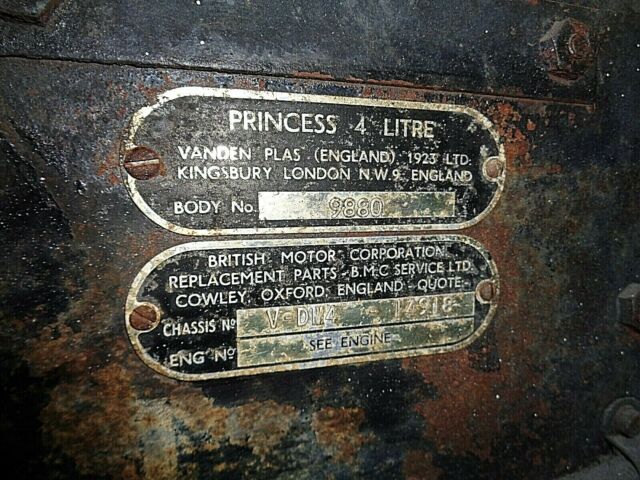 PRINCESS 4 LITRE
VANDEN PLAS (ENGLAND) 1923 LTD.
KINGSBURY LONDON N.W.9. ENGLAND
BODY No. 9880
BRITISH MOTOR CORPORATION
REPLACEMENT PARTS - B.M.C SERVICE LTD.
COWLEY, OXFORD, ENGLAND - QUOTE -
CHASSIS No 14918
ENG No SEE ENGINE